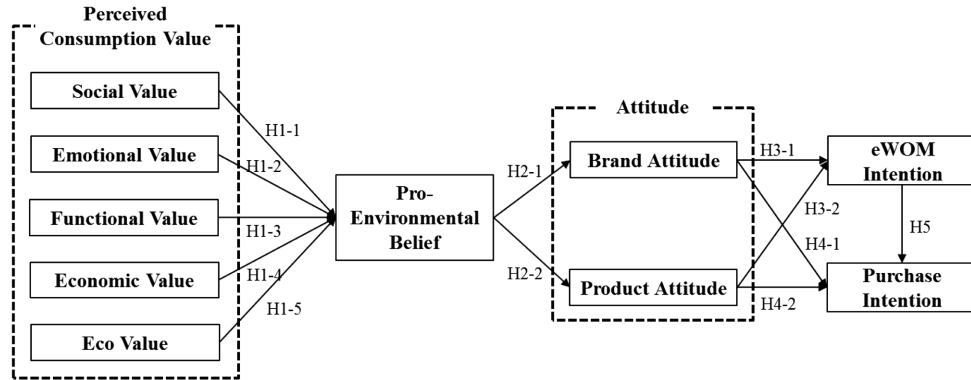 Perceived
Consumption Value
Social Value
Emotional Value
Functional Value
Economic Value
Eco Value
H1-1
H1-2
H1-3
H1-4
H1-5
Pro-
Environmental
Belief
H2-1
H2-2
Attitude
Brand Attitude
Product Attitude
H3-1
H3-2
H4-1
H4-2
eWOM
Intention
H5
Purchase
Intention